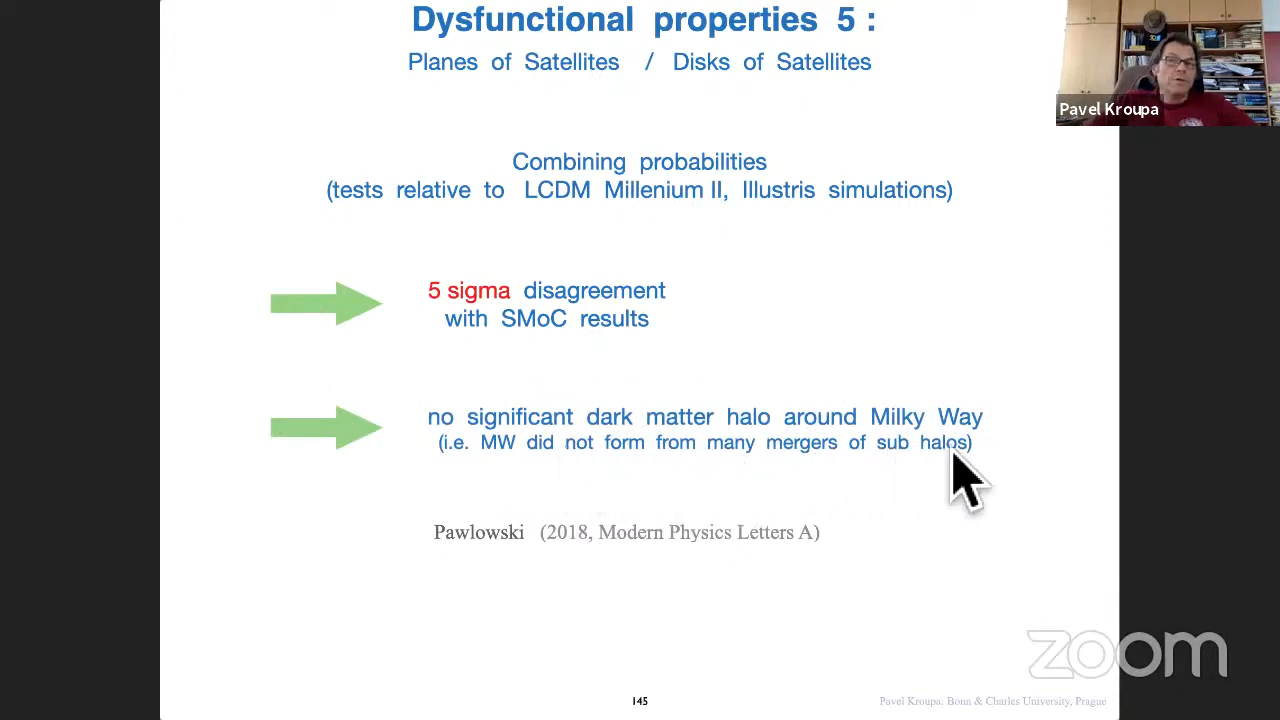 Dysfunctional properties 5 :
Planes of Satellites / Disks of Satellites
Pavel Kroupa
Combining probabilities
(tests relative to LCDM Millenium II, Illustris simulations)
5 sigma disagreement
with SMoC results
no significant dark matter halo around Milky Way
(i.e. MW did not form from many mergers of sub halos)
Pawlowski (2018, Modern Physics Letters A)
zoom
145
Pavel Kroupa. Bonn & Charles University, Prague